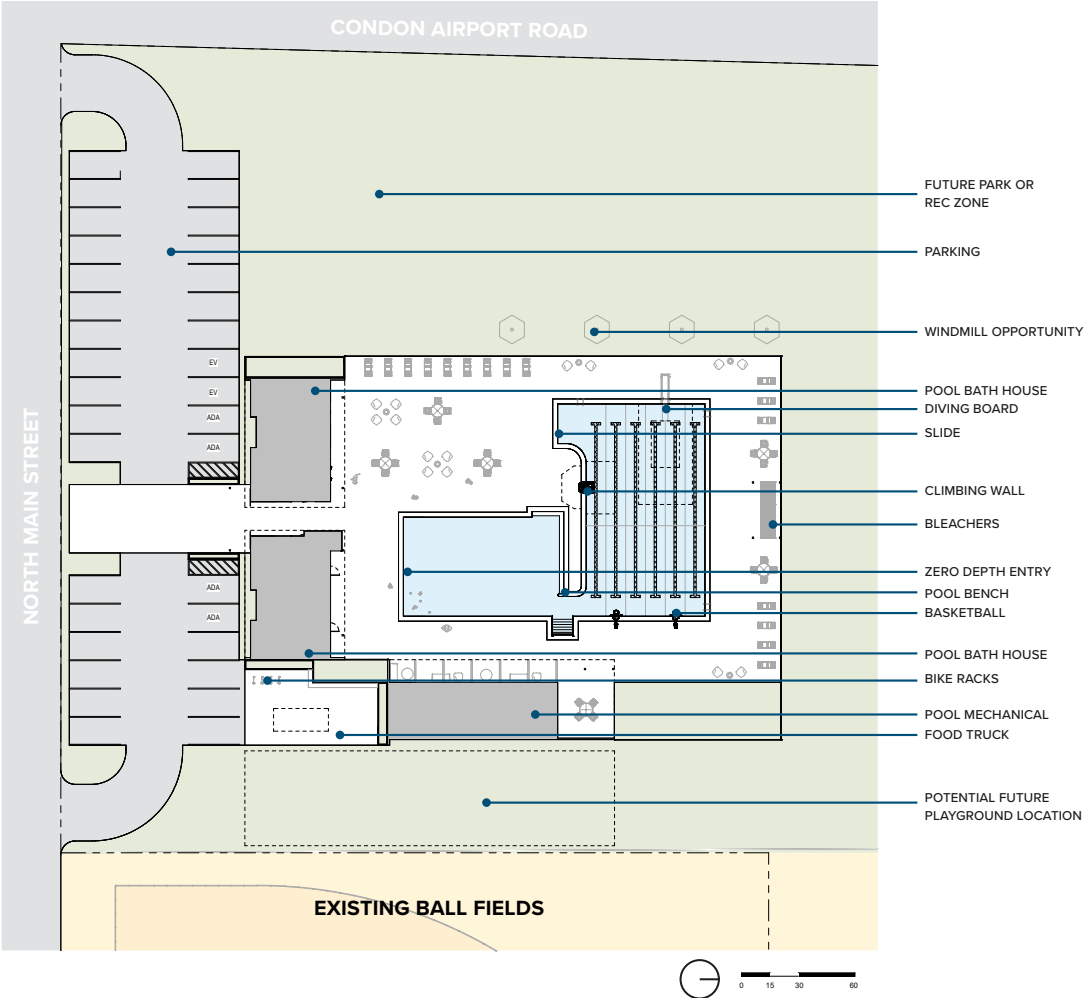 CONDON AIRPORT ROAD
NORTH MAIN STREET
FUTURE PARK OR
REC ZONE
PARKING
WINDMILL OPPORTUNITY
POOL BATH HOUSE
DIVING BOARD
SLIDE
CLIMBING WALL
BLEACHERS
ZERO DEPTH ENTRY
POOL BENCH
BASKETBALL
POOL BATH HOUSE
BIKE RACKS
POOL MECHANICAL
FOOD TRUCK
POTENTIAL FUTURE
PLAYGROUND LOCATION
EV
EV
ADA
ADA
ADA
ADA
EXISTING BALL FIELDS
0 15 30 60